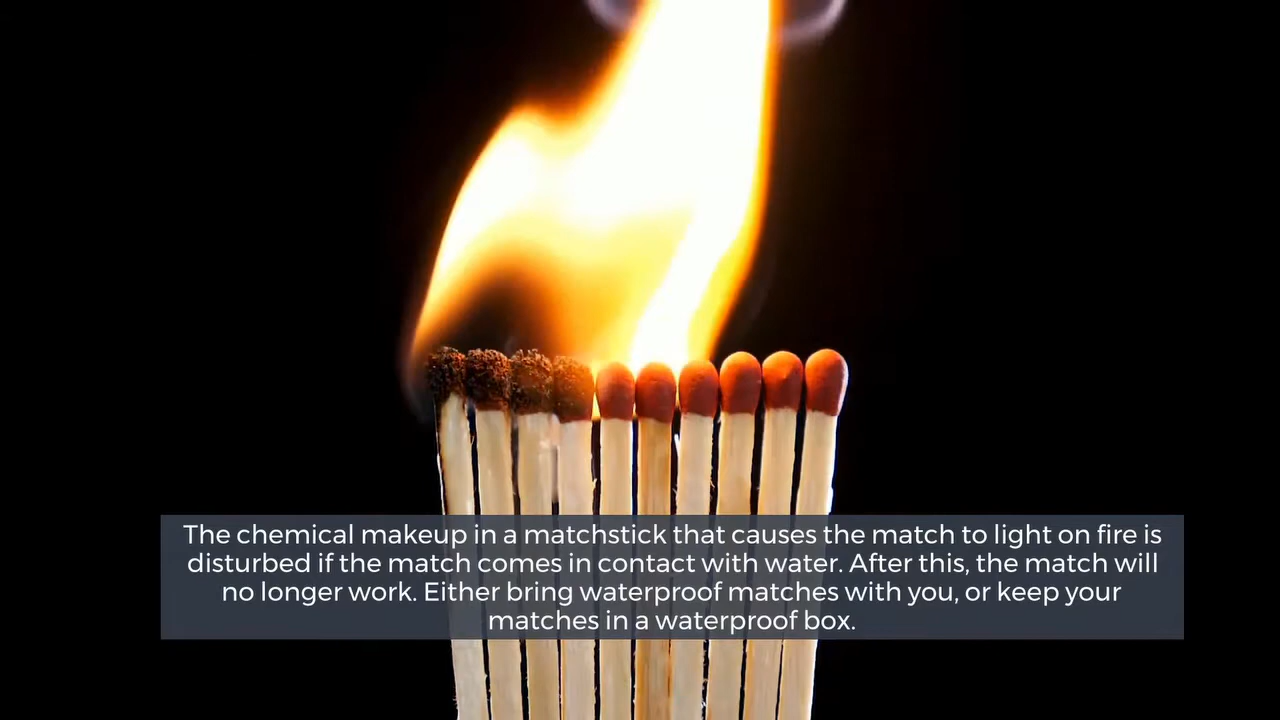 The chemical makeup in a matchstick that causes the match to light on fire is
disturbed if the match comes in contact with water. After this, the match will
no longer work. Either bring waterproof matches with you, or keep your
matches in a waterproof box.